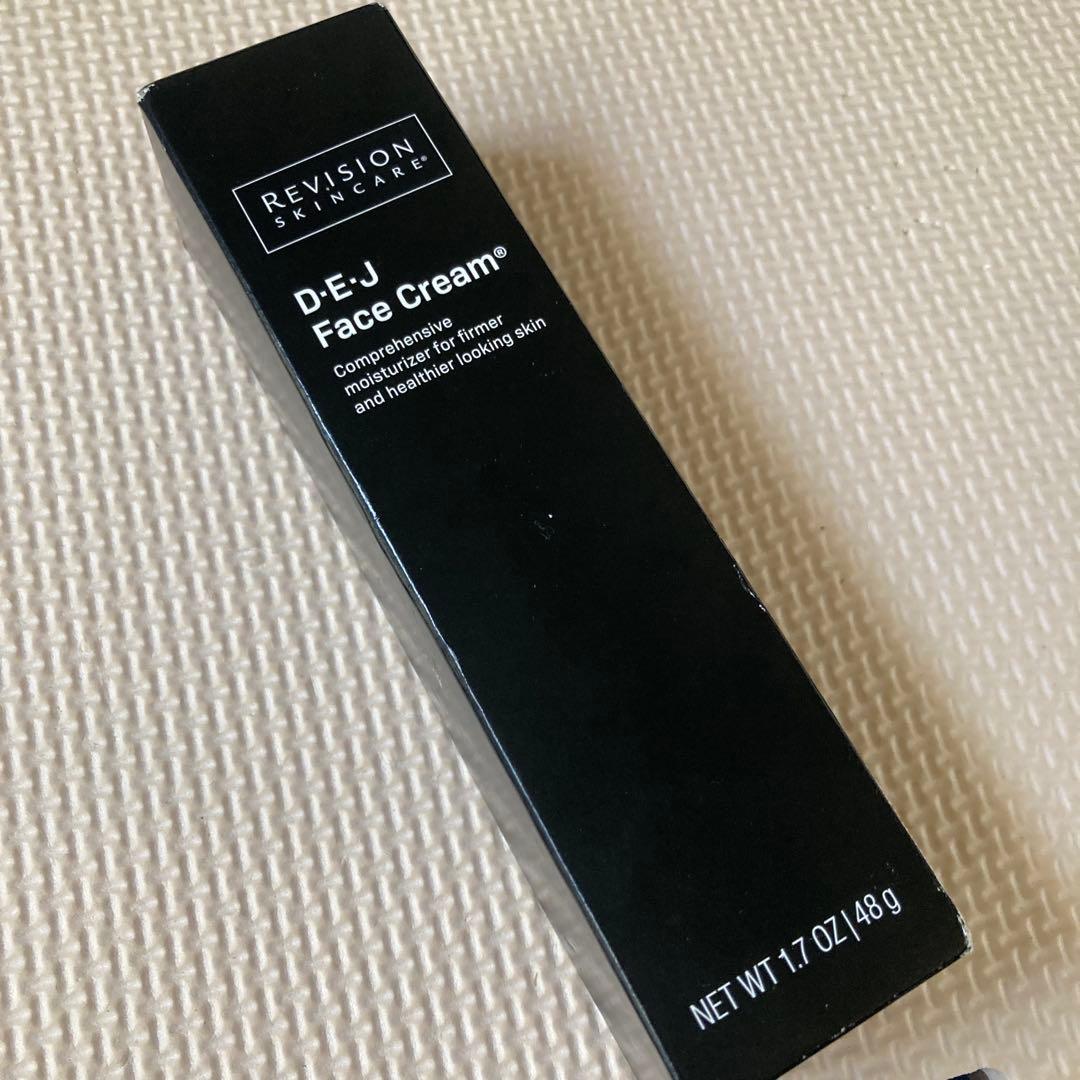 REVISION
SKINCARE®
D·E·J
Face Cream®
Comprehensive
moisturizer for firmer
and healthier looking skin
NET WT 1.7 OZ | 48 g